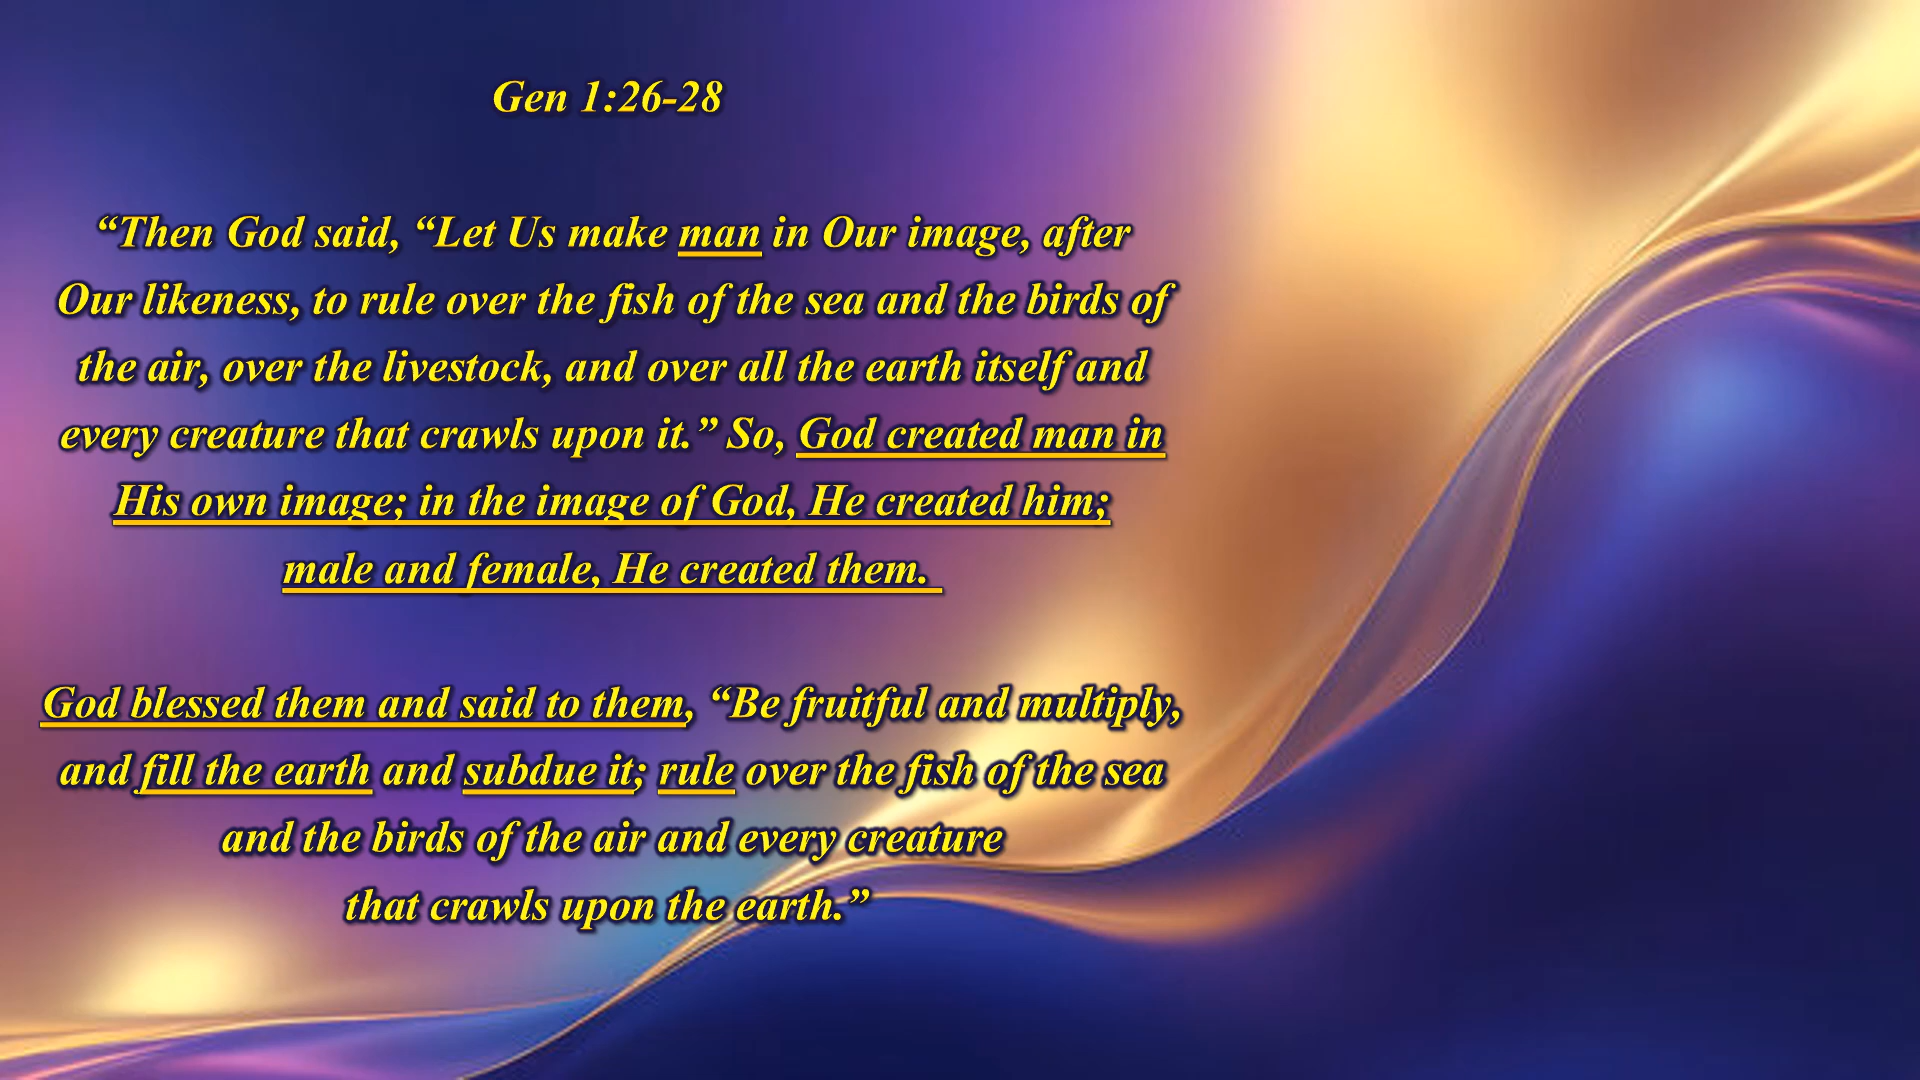 Gen 1:26-28
“Then God said, “Let Us make man in Our image, after
Our likeness, to rule over the fish of the sea and the birds of
the air, over the livestock, and over all the earth itself and
every creature that crawls upon it.” So, God created man in
His own image; in the image of God, He created him;
male and female, He created them.
God blessed them and said to them, “Be fruitful and multiply,
and fill the earth and subdue it; rule over the fish of the sea
and the birds of the air and every creature
that crawls upon the earth.”